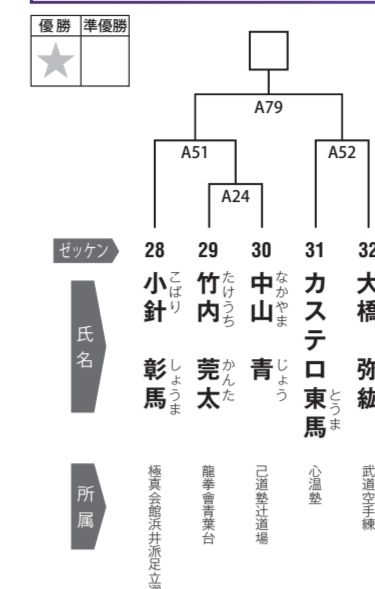 優勝 準優勝
A79
A51 A52
A24
ゼッケン 28 29 30 31 32
氏名
小針 彰馬
こばり しょうま
竹内 莞太
たけうち かんた
中山 青
なかやま じょう
カステロ東馬
とうま
大橋 弥紘
所属
極真会館浜井派足立
龍拳會青葉台
己道塾辻道場
心温塾
武道空手練